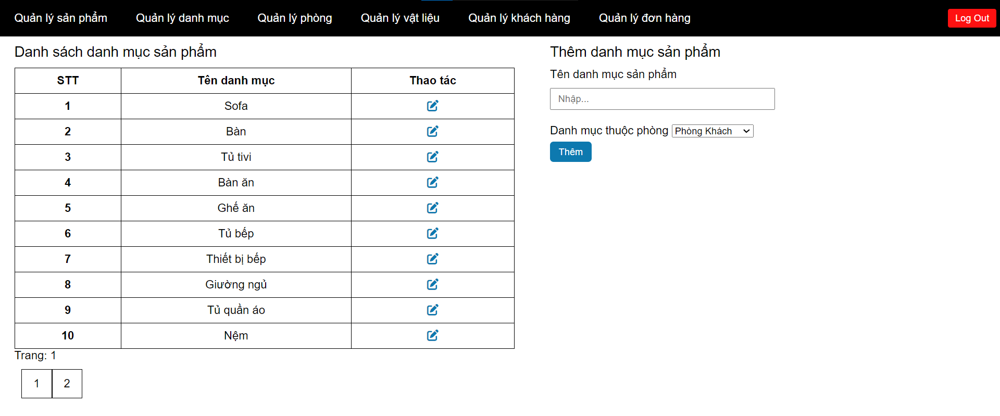 Quản lý sản phẩm Quản lý danh mục Quản lý phòng Quản lý vật liệu Quản lý khách hàng Quản lý đơn hàng Log Out
Danh sách danh mục sản phẩm
STT Tên danh mục Thao tác
1 Sofa
2 Bàn
3 Tủ tivi
4 Bàn ăn
5 Ghế ăn
6 Tủ bếp
7 Thiết bị bếp
8 Giường ngủ
9 Tủ quần áo
10 Nệm
Trang: 1
1 2
Thêm danh mục sản phẩm
Tên danh mục sản phẩm
Nhập...
Danh mục thuộc phòng Phòng Khách
Thêm